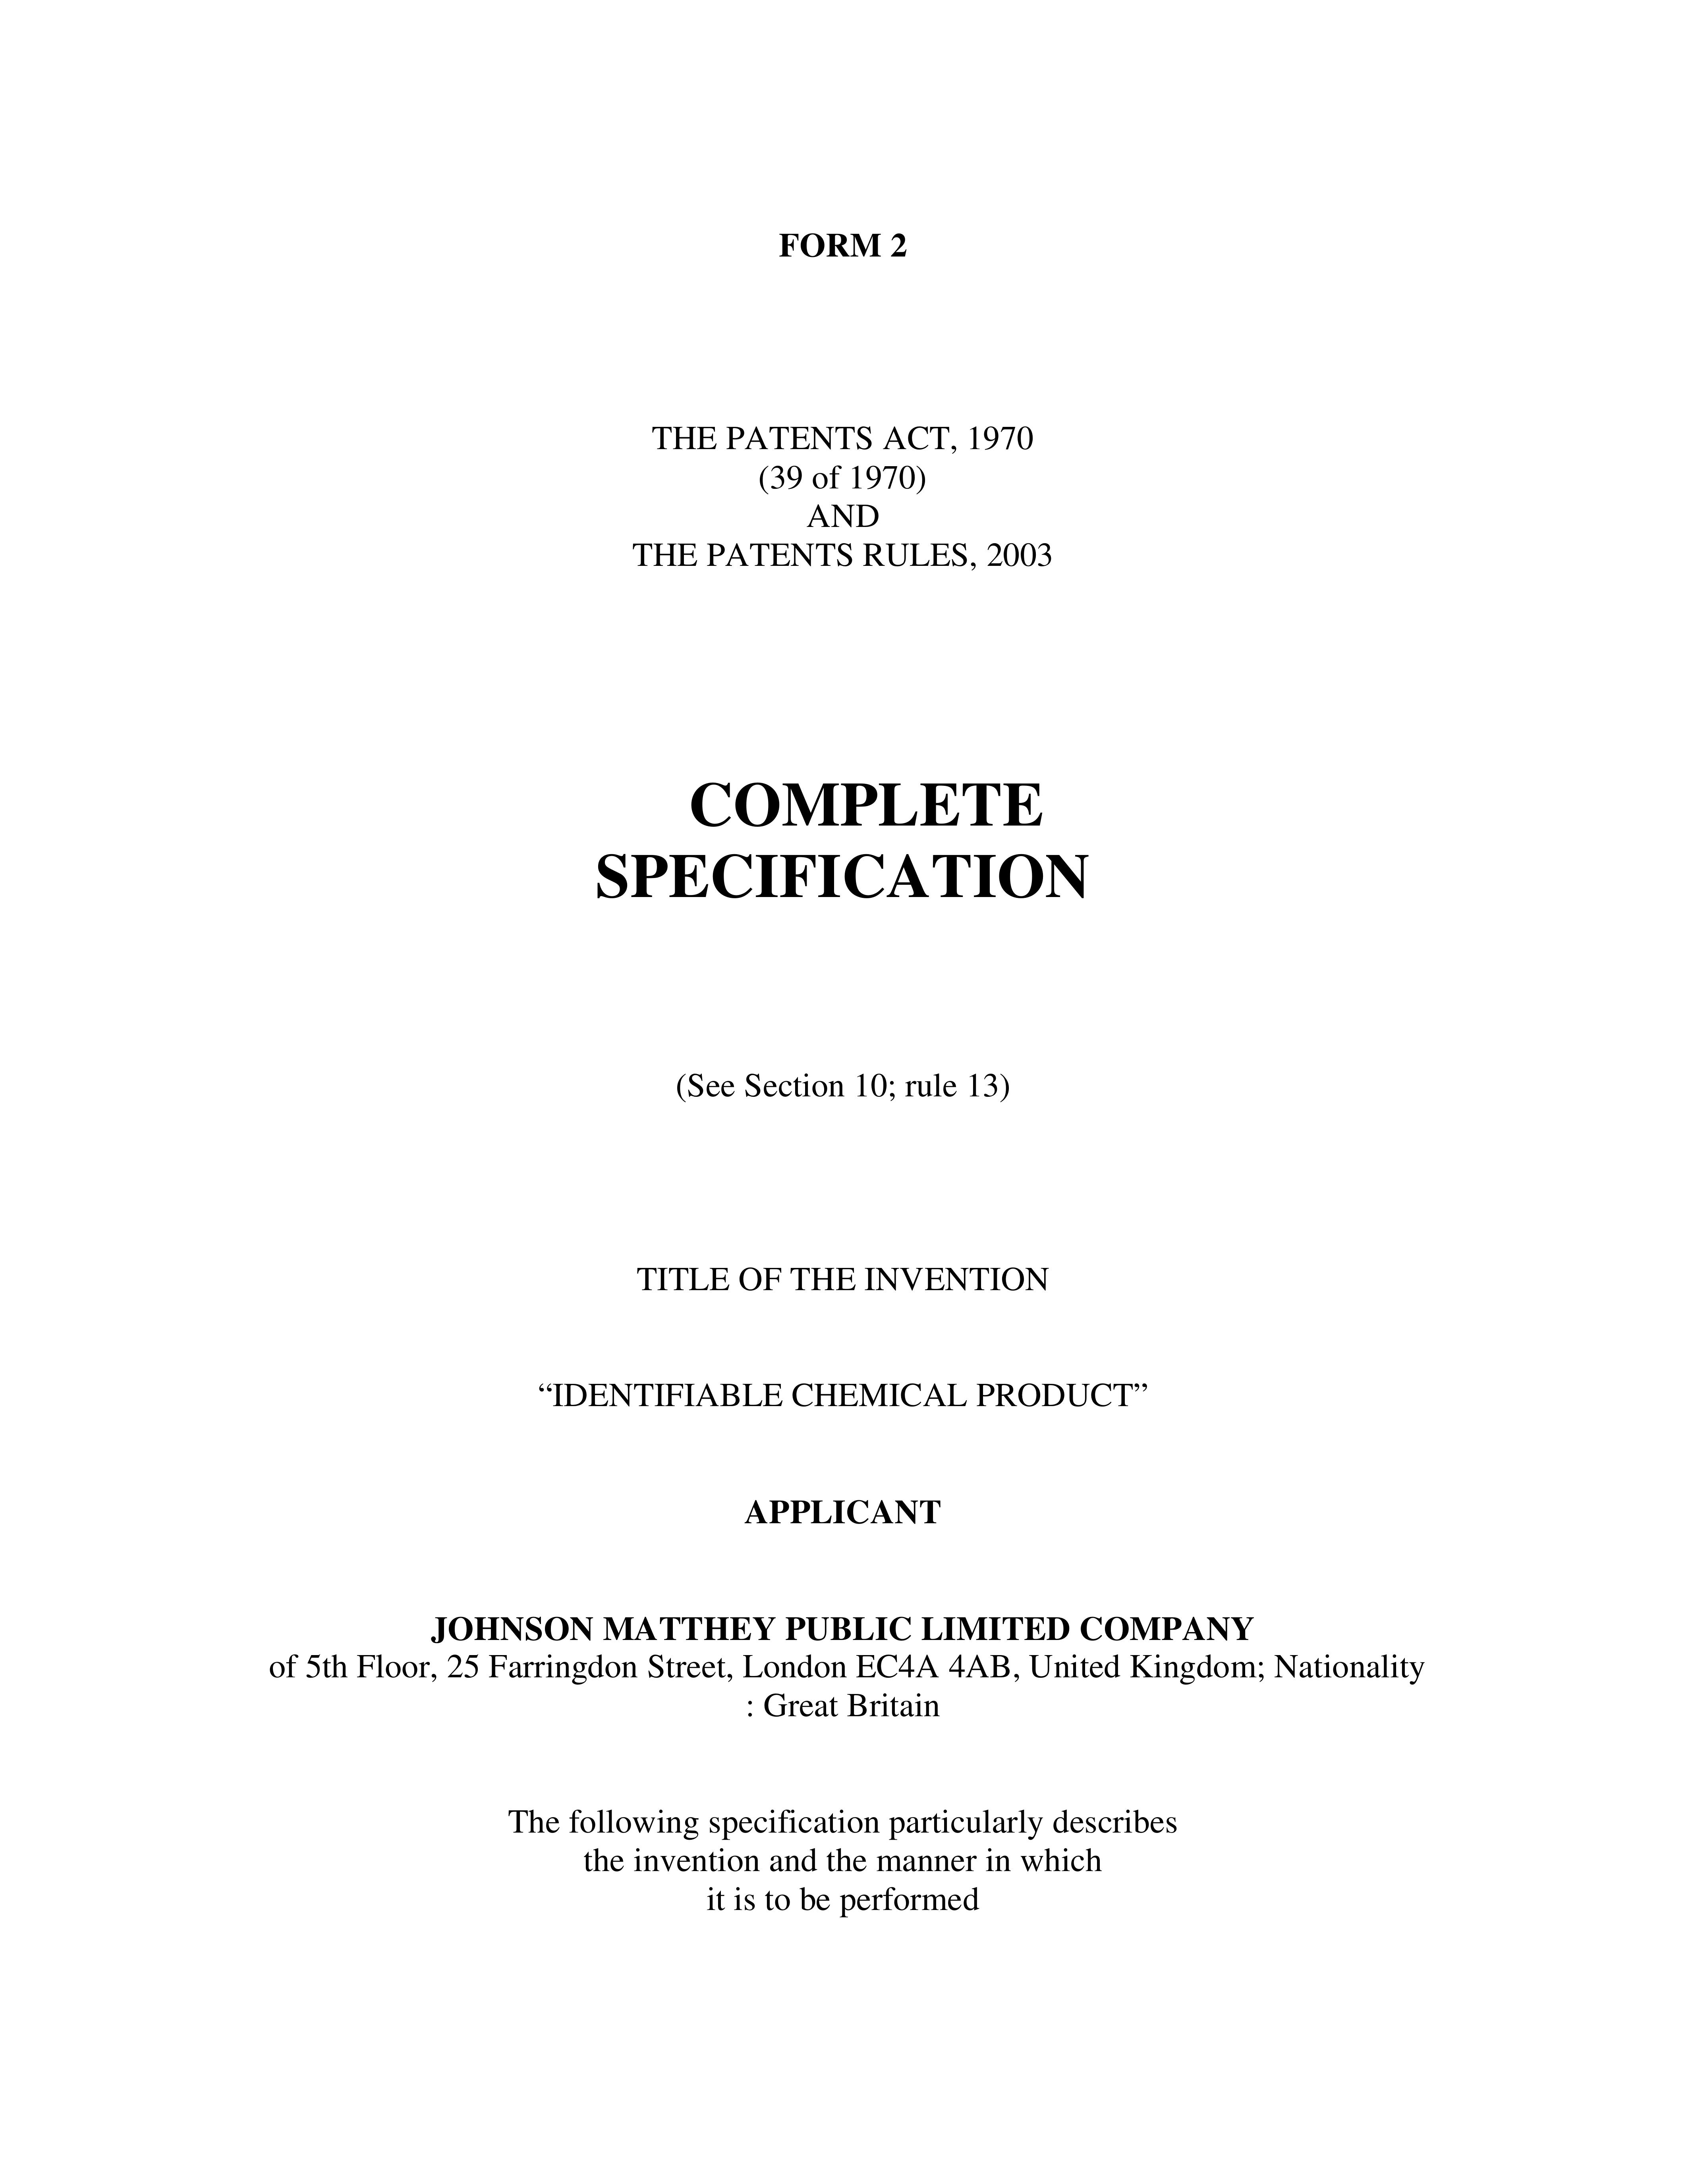 FORM 2
THE PATENTS ACT, 1970
(39 of 1970)
AND
THE PATENTS RULES, 2003
COMPLETE
SPECIFICATION
(See Section 10; rule 13)
TITLE OF THE INVENTION
“IDENTIFIABLE CHEMICAL PRODUCT”
APPLICANT
JOHNSON MATTHEY PUBLIC LIMITED COMPANY
of 5th Floor, 25 Farringdon Street, London EC4A 4AB, United Kingdom; Nationality
: Great Britain
The following specification particularly describes
the invention and the manner in which
it is to be performed